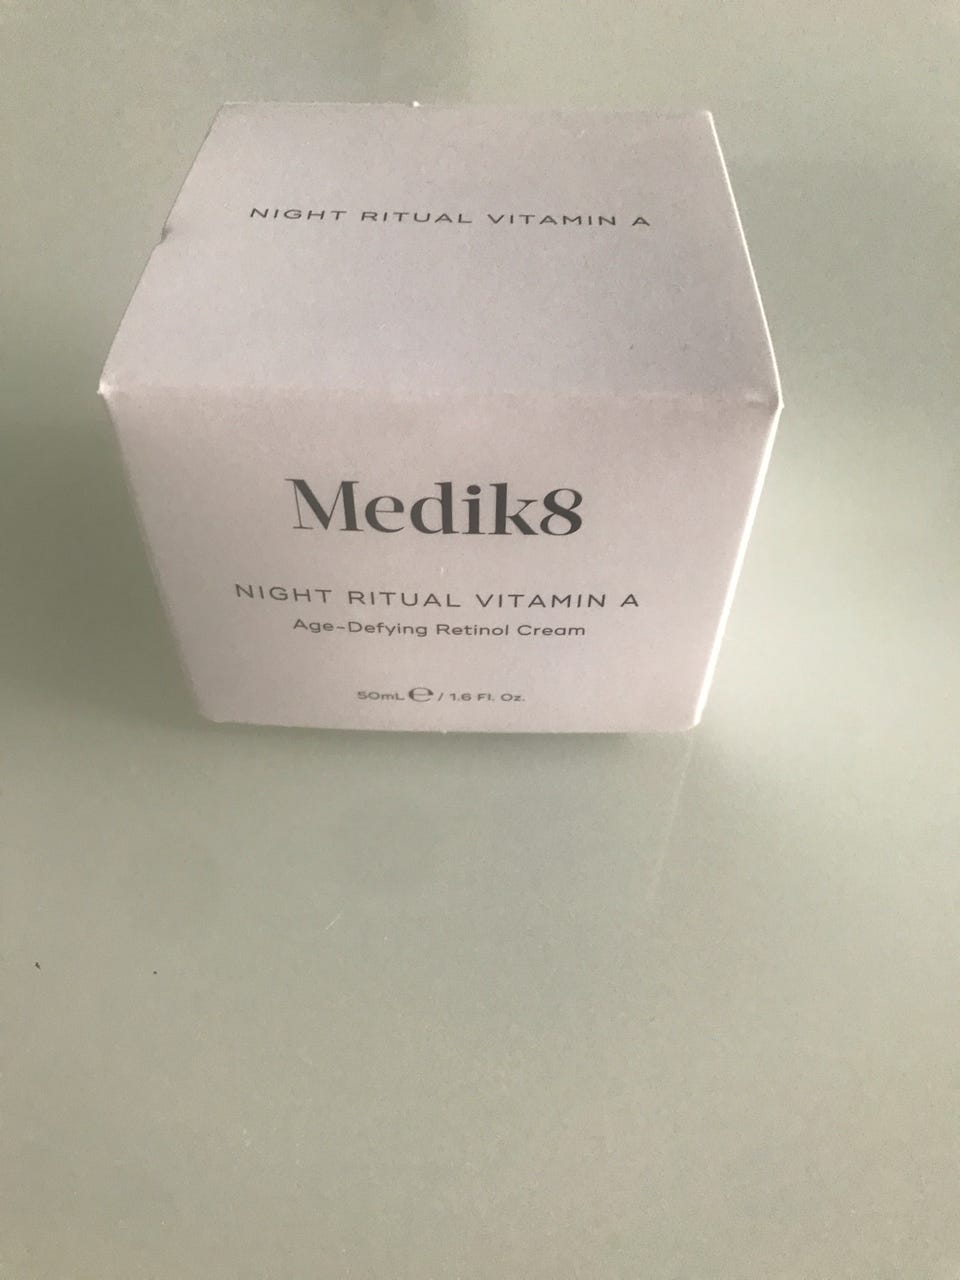 NIGHT RITUAL VITAMIN A
Medik8
NIGHT RITUAL VITAMIN A
Age-Defying Retinol Cream
50mL ℮ / 1.6 Fl. Oz.